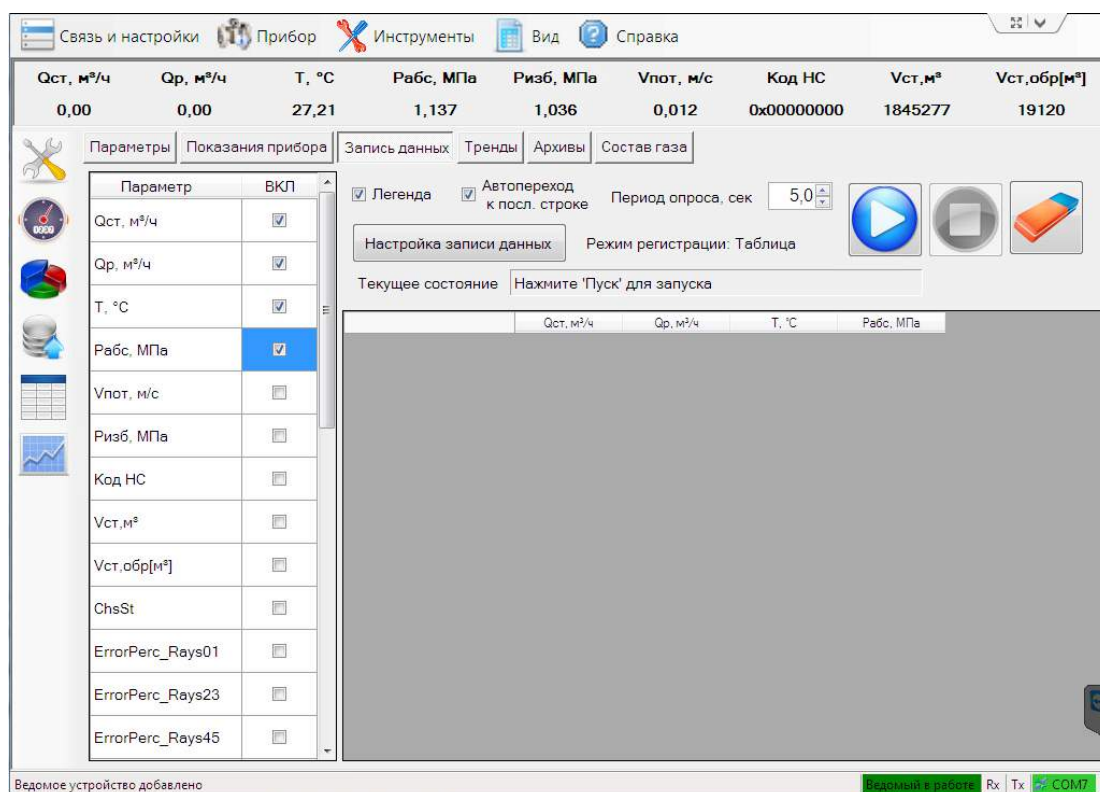 Связь и настройки Прибор Инструменты Вид Справка
Qст, м³/ч Qр, м³/ч T, °C Pабс, МПа Pизб, МПа Vпот, м/с Код НС Vст,м³ Vст,обр[м³]
0,00 0,00 27,21 1,137 1,036 0,012 0x00000000 1845277 19120
Параметры Показания прибора Запись данных Тренды Архивы Состав газа
Параметр ВКЛ
Qст, м³/ч
Qр, м³/ч
T, °C
Pабс, МПа
Vпот, м/с
Pизб, МПа
Код НС
Vст,м³
Vст,обр[м³]
ChsSt
ErrorPerc_Rays01
ErrorPerc_Rays23
ErrorPerc_Rays45
Легенда
Автопереход
к посл. строке
Период опроса, сек 5,0
Настройка записи данных Режим регистрации: Таблица
Текущее состояние Нажмите 'Пуск' для запуска
Qст, м³/ч Qр, м³/ч T, °C Pабс, МПа
Ведомое устройство добавлено Ведомый в работе Rx Tx COM7